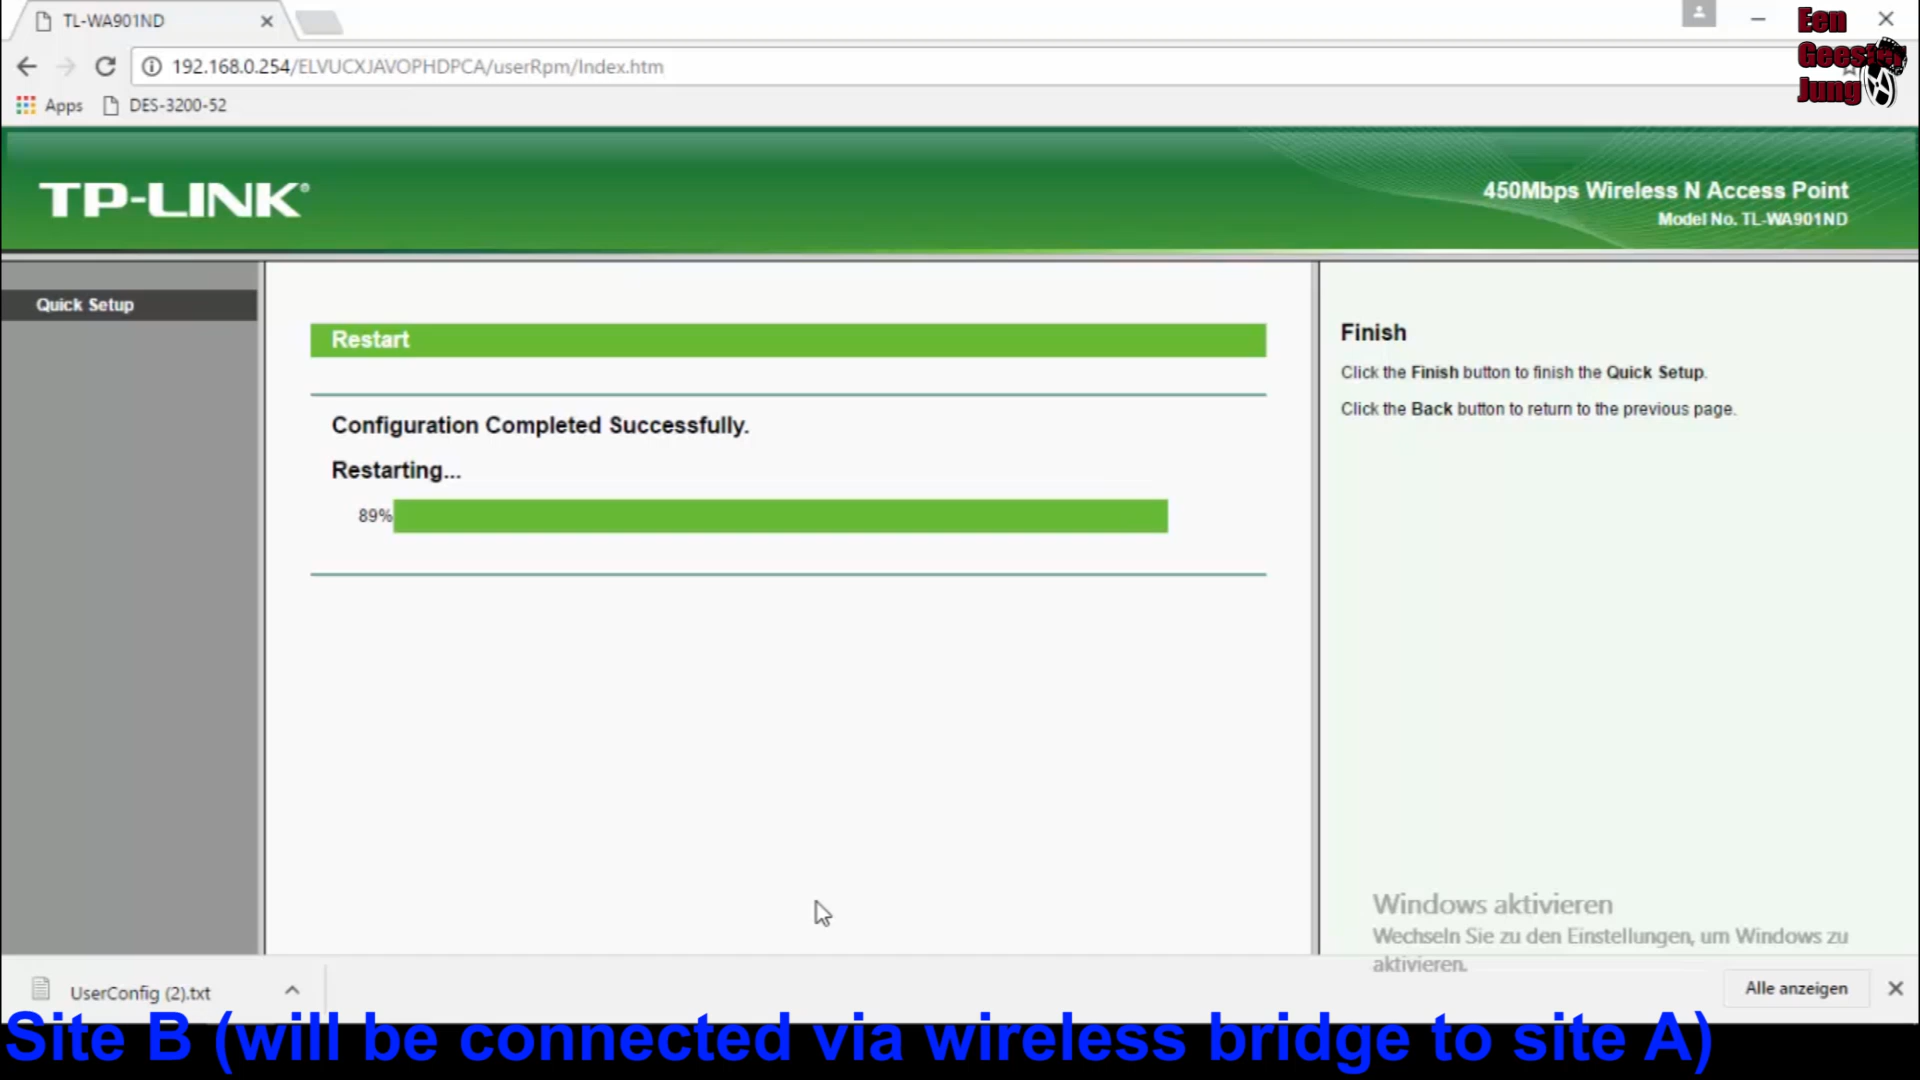 TL-WA901ND
Een
Geesier
Jung
192.168.0.254/ELVUCXJAVOPHDPCA/userRpm/Index.htm
Apps
DES-3200-52
TP-LINK®
450Mbps Wireless N Access Point
Model No. TL-WA901ND
Quick Setup
Restart
Configuration Completed Successfully.
Restarting...
89%
Finish
Click the Finish button to finish the Quick Setup.
Click the Back button to return to the previous page.
Windows aktivieren
Wechseln Sie zu den Einstellungen, um Windows zu
aktivieren.
UserConfig (2).txt
Alle anzeigen
Site B (will be connected via wireless bridge to site A)